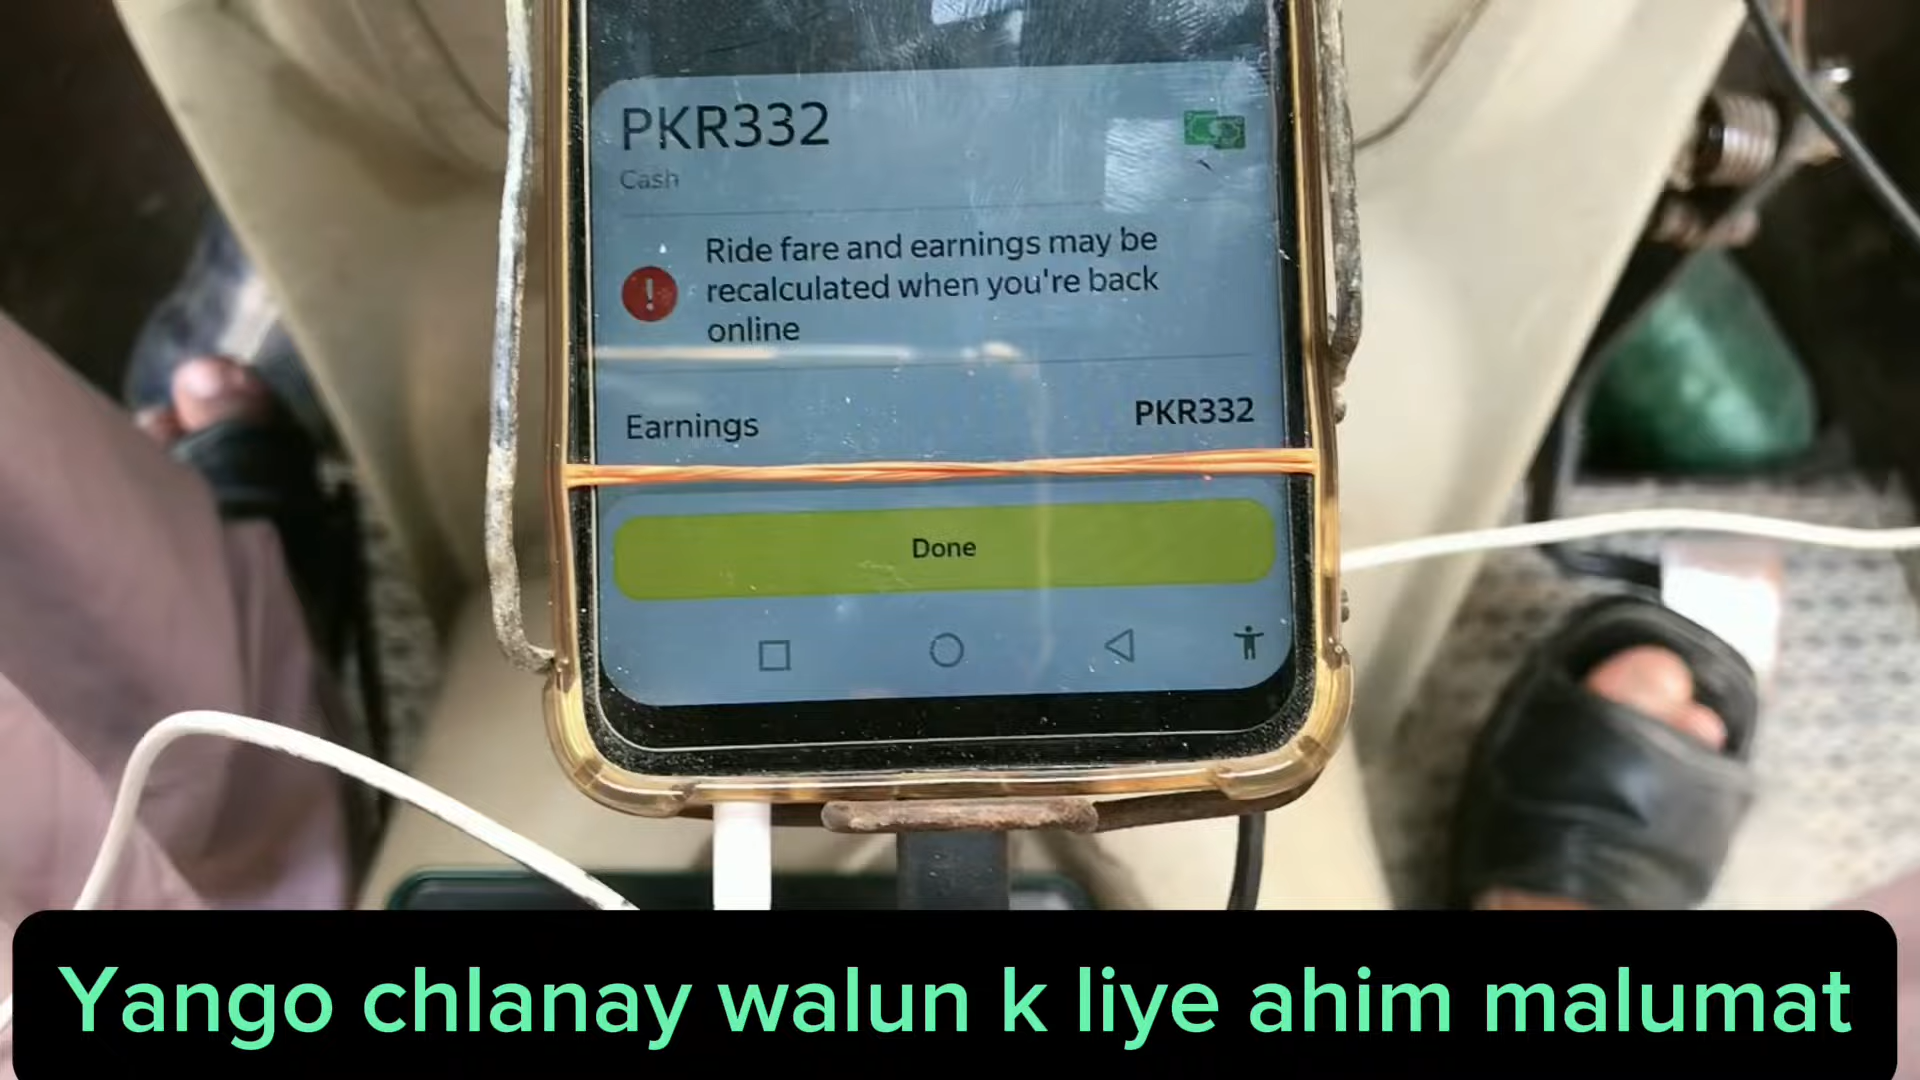 PKR332
Cash
Ride fare and earnings may be
recalculated when you're back
online
Earnings PKR332
Done
Yango chlanay walun k liye ahim malumat